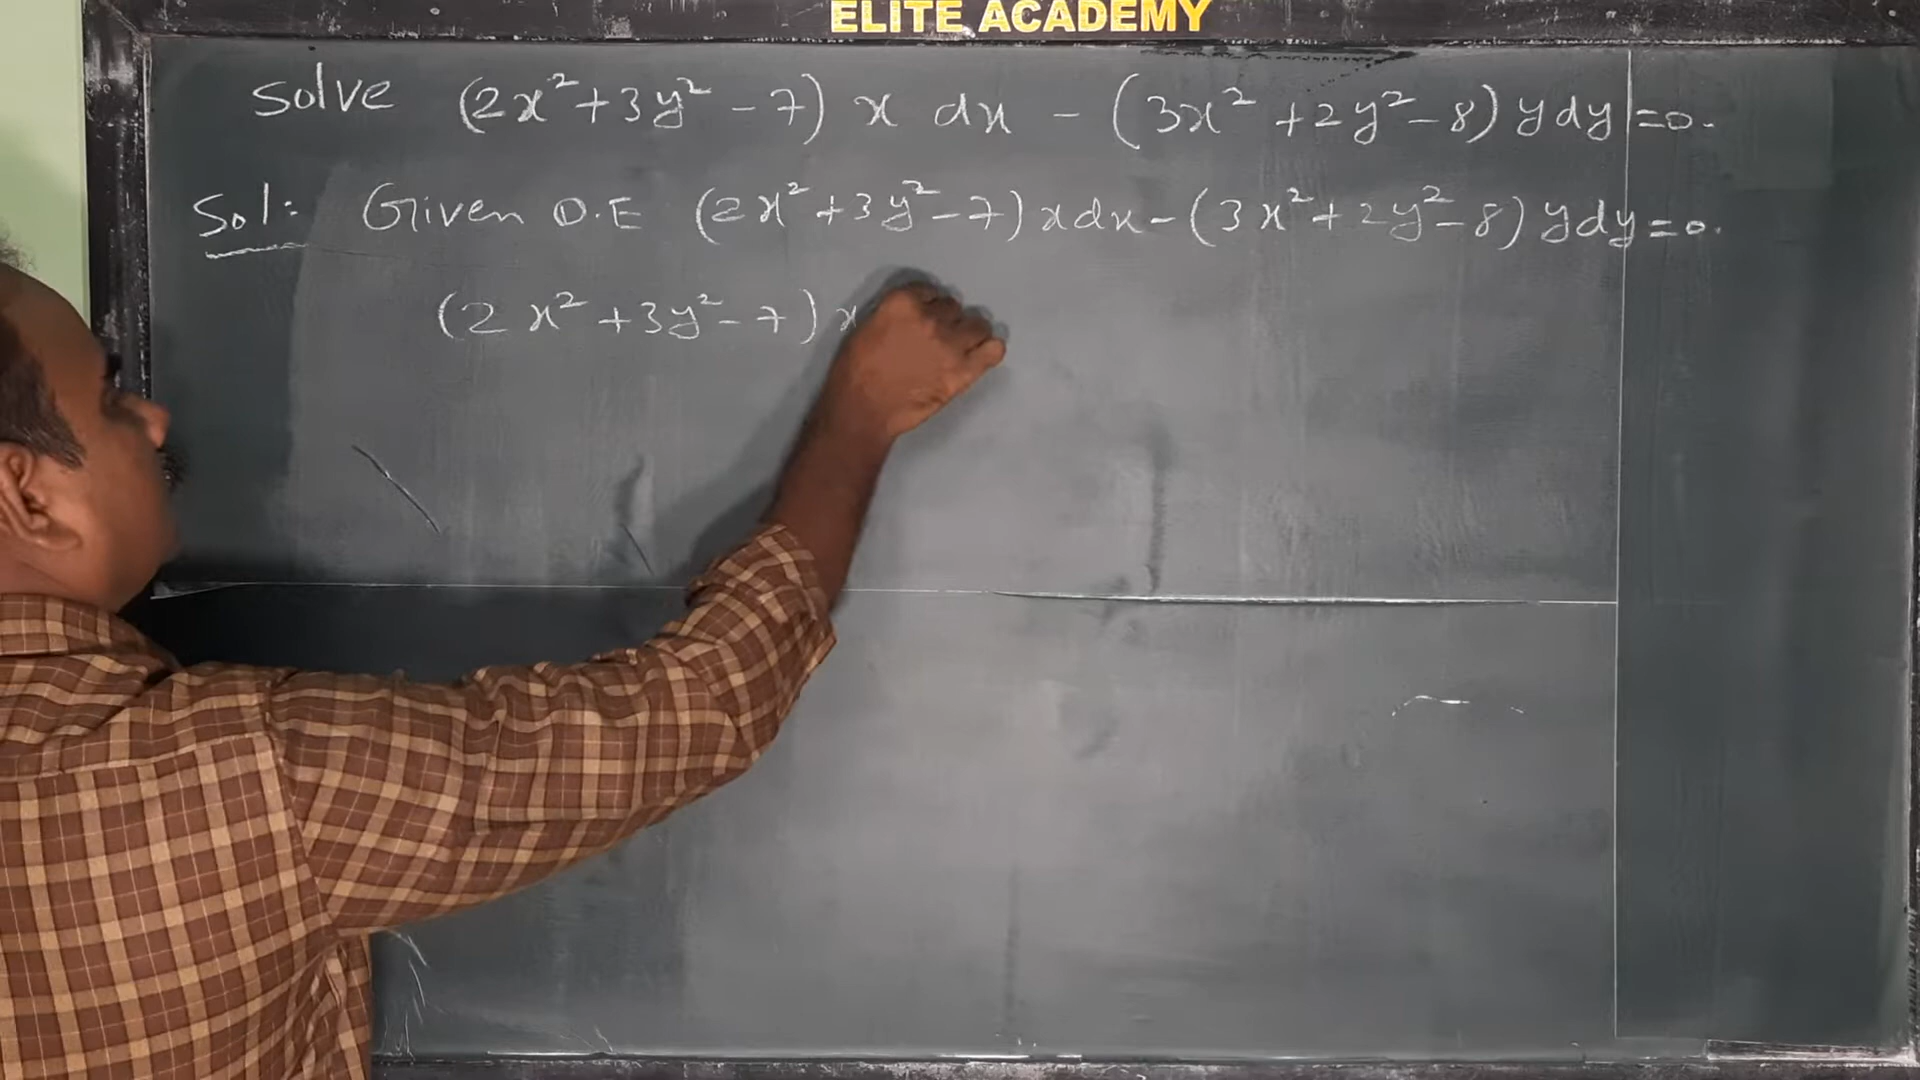 ELITE ACADEMY
Solve (2x²+3y²-7) x dx - (3x²+2y²-8) y dy =0.
Sol: Given D.E (2x²+3y²-7) x dx - (3x²+2y²-8) y dy =0.
(2x²+3y²-7) x